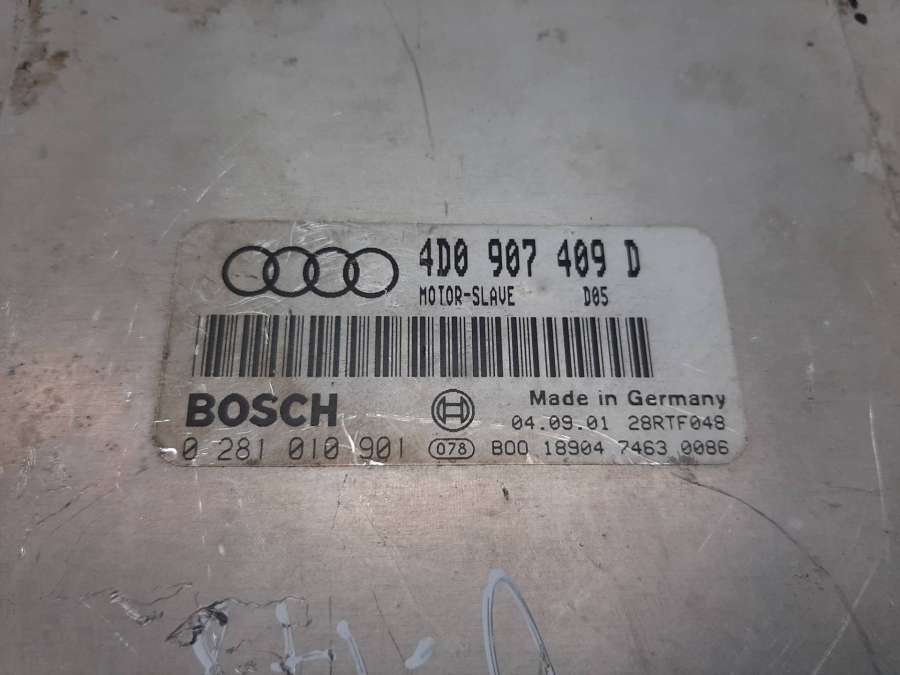 4D0 907 409 D
MOTOR-SLAVE D05
BOSCH
Made in Germany
04.09.01 28RTF048
0 281 010 901 078 B00 18904 7463 0086